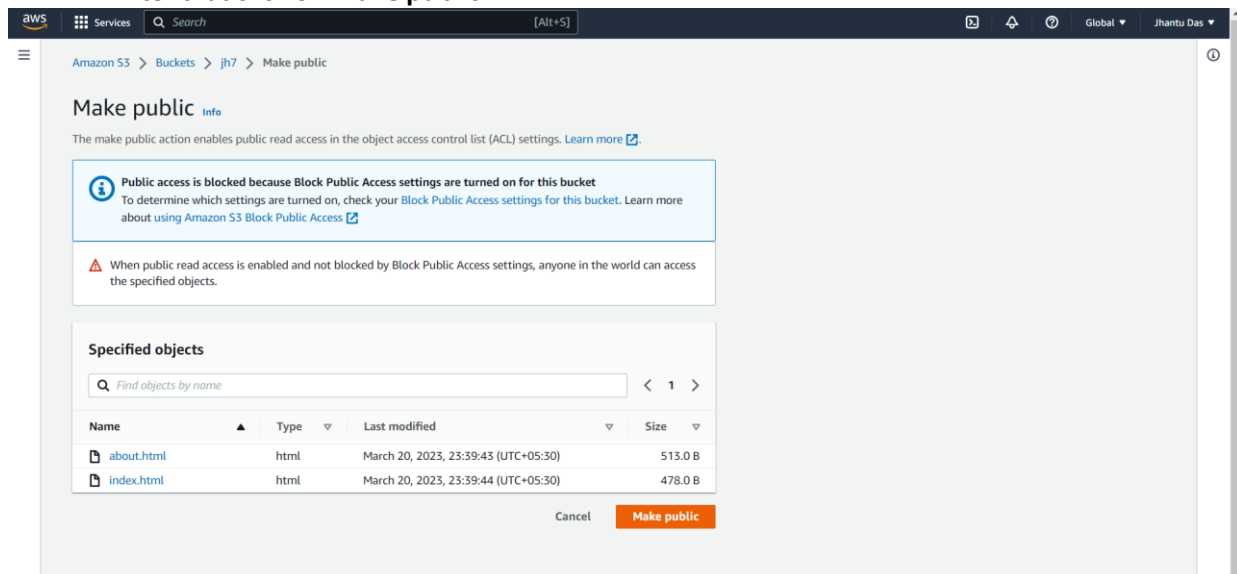 aws Services Search [Alt+S] Global ▼ Jhantu Das ▼
Amazon S3 > Buckets > jh7 > Make public
Make public Info
The make public action enables public read access in the object access control list (ACL) settings. Learn more.
Public access is blocked because Block Public Access settings are turned on for this bucket
To determine which settings are turned on, check your Block Public Access settings for this bucket. Learn more
about using Amazon S3 Block Public Access
When public read access is enabled and not blocked by Block Public Access settings, anyone in the world can access
the specified objects.
Specified objects
Find objects by name < 1 >
Name ▲ Type ▽ Last modified ▽ Size ▽
about.html html March 20, 2023, 23:39:43 (UTC+05:30) 513.0 B
index.html html March 20, 2023, 23:39:44 (UTC+05:30) 478.0 B
Cancel Make public